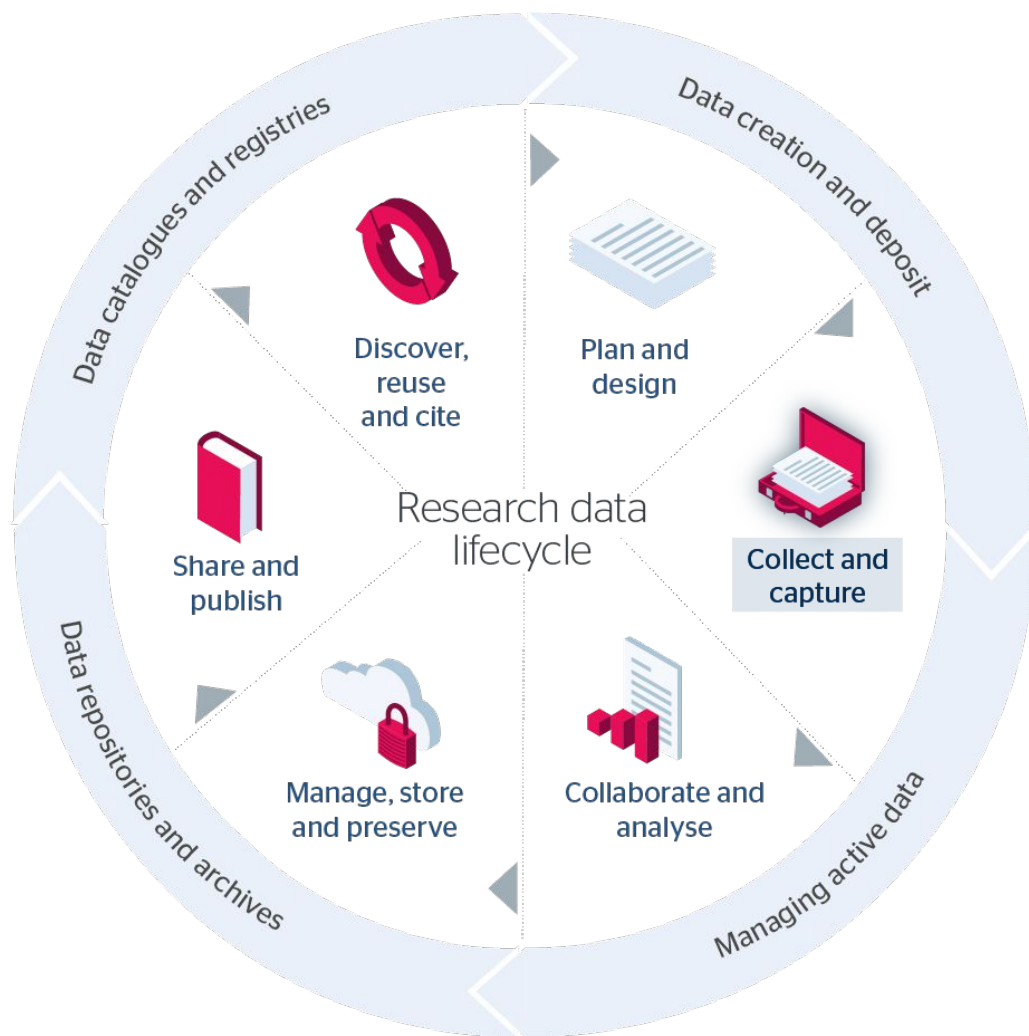 Data catalogues and registries
Data creation and deposit
Discover,
reuse
and cite
Plan and
design
Research data
lifecycle
Share and
publish
Collect and
capture
Manage, store
and preserve
Collaborate and
analyse
Data repositories and archives
Managing active data